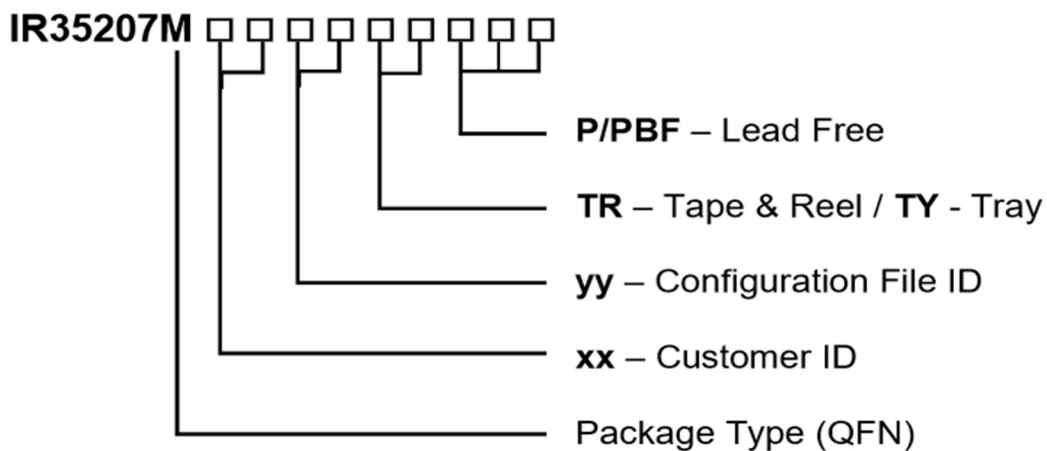 IR35207M □ □ □ □ □ □ □ □ □
P/PBF – Lead Free
TR – Tape & Reel / TY - Tray
yy – Configuration File ID
xx – Customer ID
Package Type (QFN)